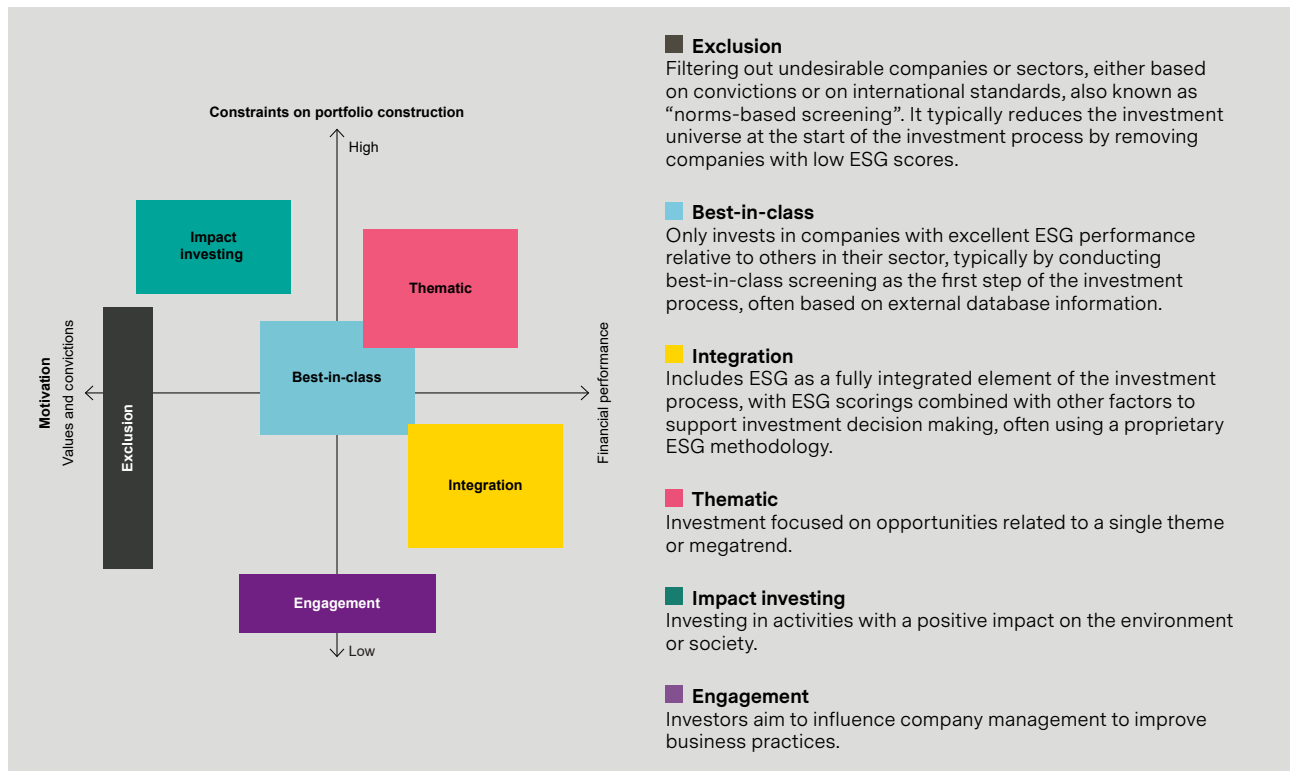 Constraints on portfolio construction
High
Impact
investing
Thematic
Best-in-class
Motivation
Values and convictions
Exclusion
Financial performance
Integration
Engagement
Low
Exclusion
Filtering out undesirable companies or sectors, either based
on convictions or on international standards, also known as
“norms-based screening”. It typically reduces the investment
universe at the start of the investment process by removing
companies with low ESG scores.
Best-in-class
Only invests in companies with excellent ESG performance
relative to others in their sector, typically by conducting
best-in-class screening as the first step of the investment
process, often based on external database information.
Integration
Includes ESG as a fully integrated element of the investment
process, with ESG scorings combined with other factors to
support investment decision making, often using a proprietary
ESG methodology.
Thematic
Investment focused on opportunities related to a single theme
or megatrend.
Impact investing
Investing in activities with a positive impact on the environment
or society.
Engagement
Investors aim to influence company management to improve
business practices.